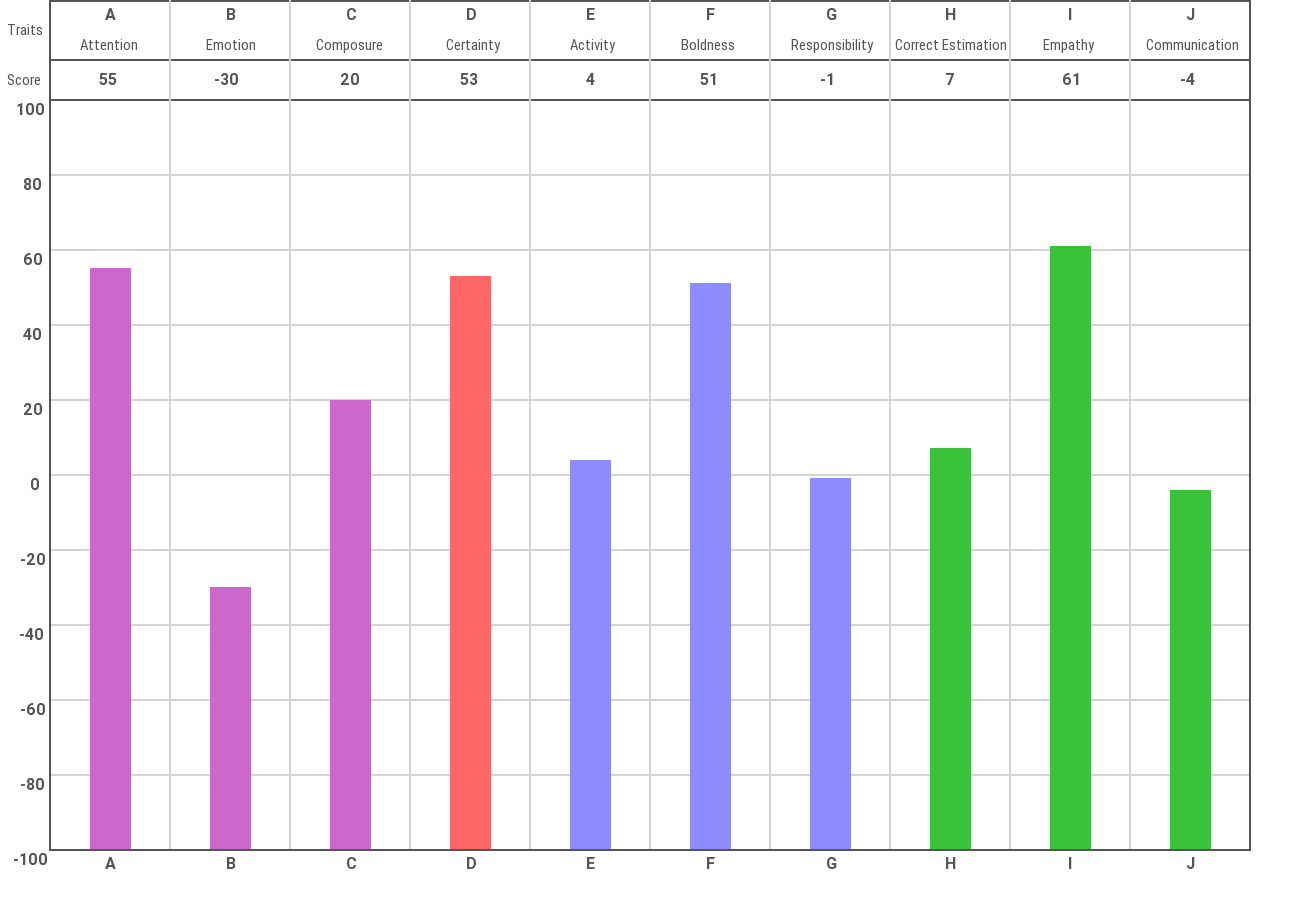 A B C D E F G H I J
Traits
Attention Emotion Composure Certainty Activity Boldness Responsibility Correct Estimation Empathy Communication
Score 55 -30 20 53 4 51 -1 7 61 -4
100
80
60
40
20
0
-20
-40
-60
-80
-100
A B C D E F G H I J